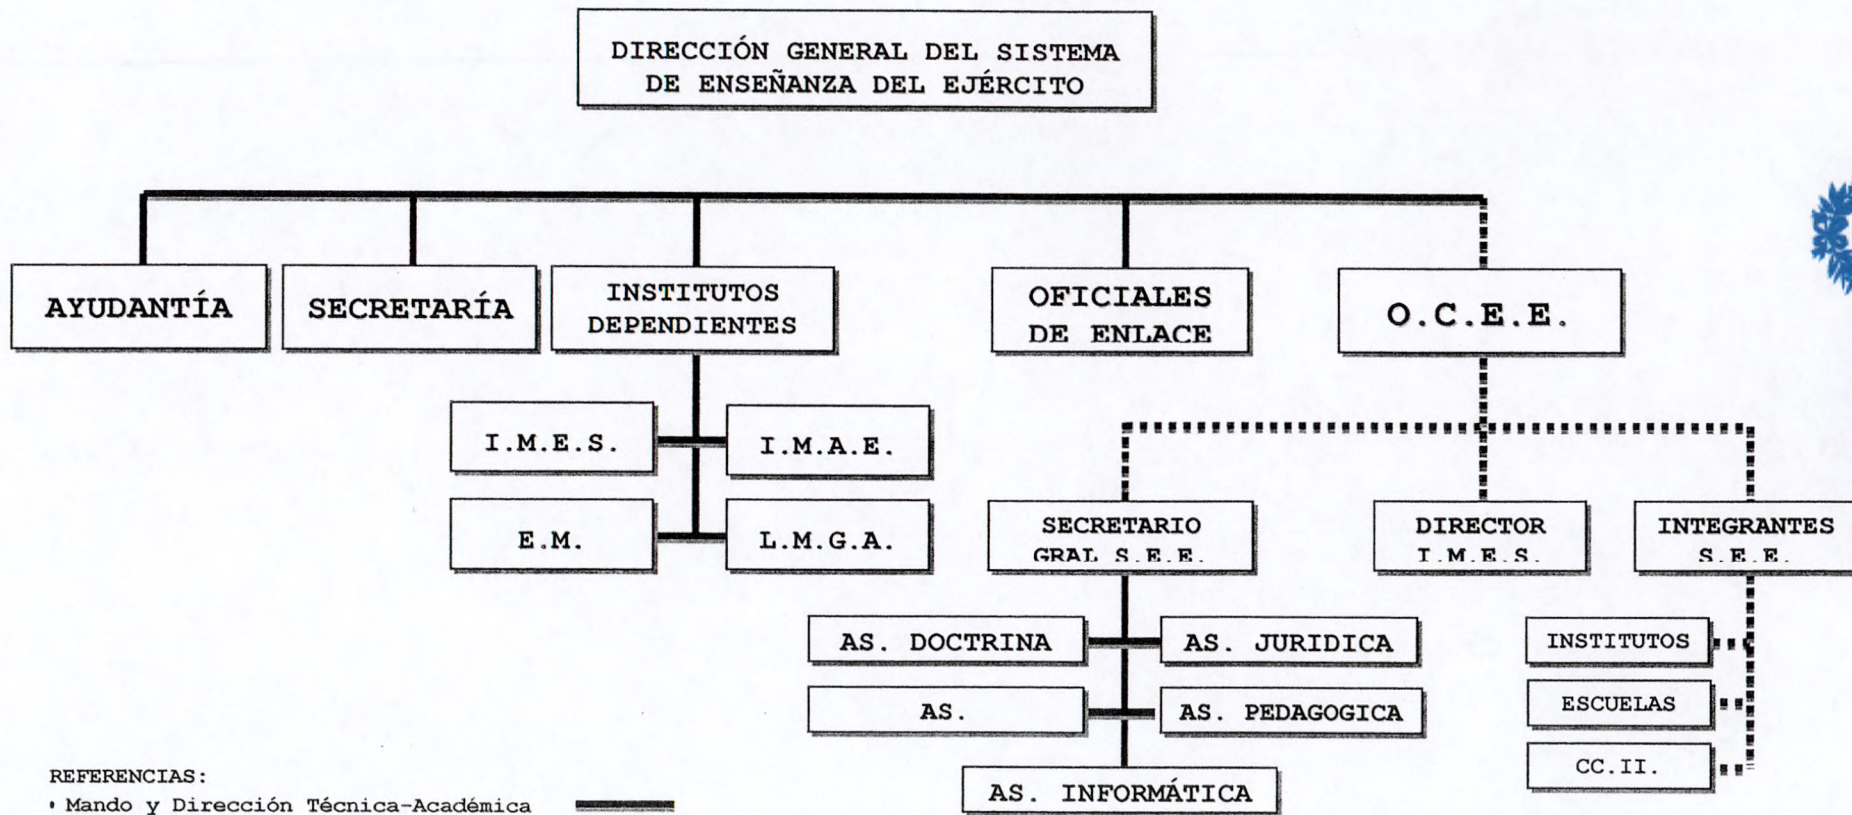 DIRECCIÓN GENERAL DEL SISTEMA
DE ENSEÑANZA DEL EJÉRCITO
AYUDANTÍA
SECRETARÍA
INSTITUTOS
DEPENDIENTES
OFICIALES
DE ENLACE
O.C.E.E.
I.M.E.S.
I.M.A.E.
E.M.
L.M.G.A.
SECRETARIO
GRAL S.E.E.
DIRECTOR
I.M.E.S.
INTEGRANTES
S.E.E.
AS. DOCTRINA
AS. JURIDICA
INSTITUTOS
AS.
AS. PEDAGOGICA
ESCUELAS
CC.II.
AS. INFORMÁTICA
REFERENCIAS:
• Mando y Dirección Técnica-Académica